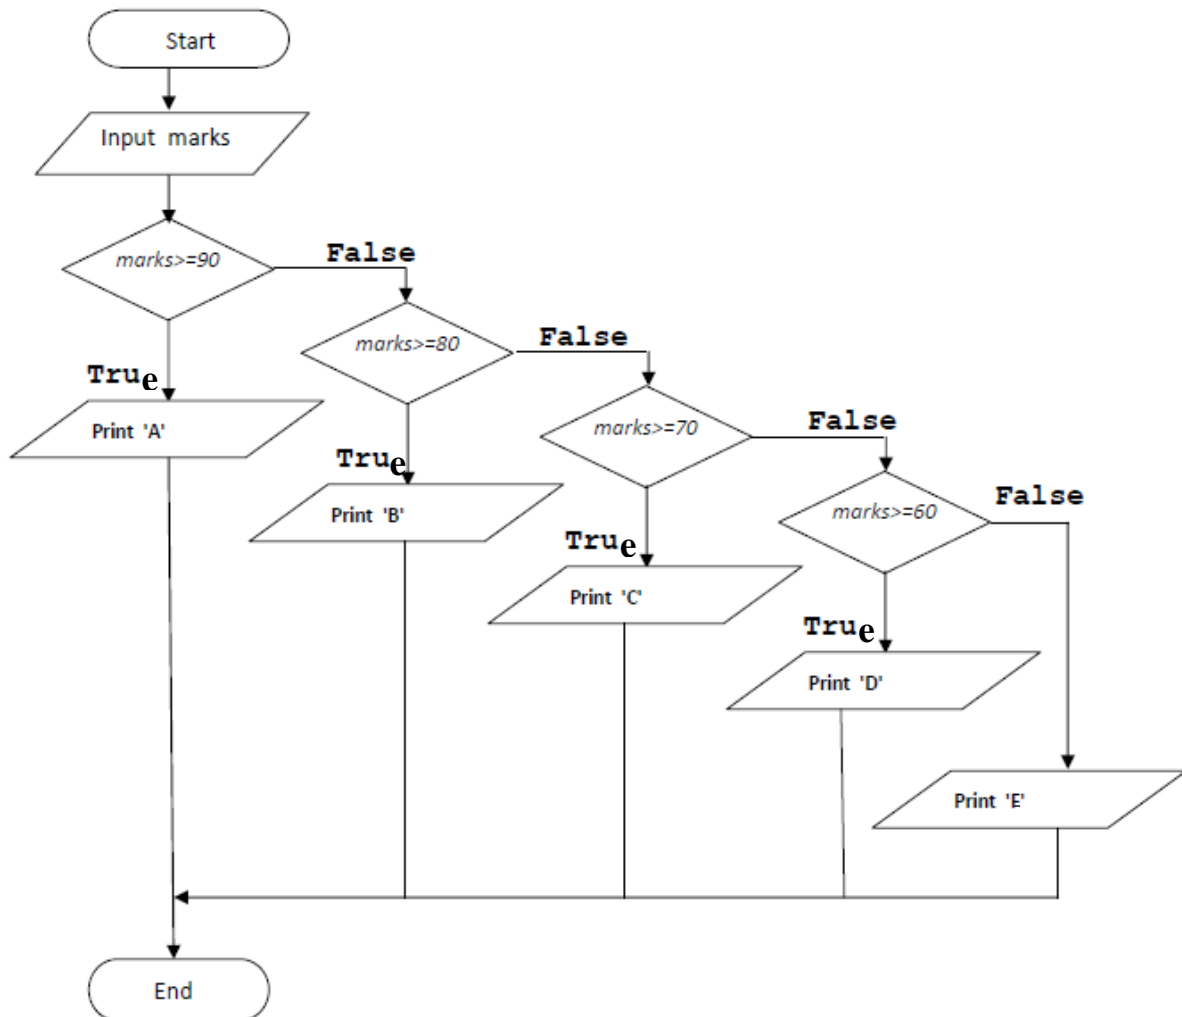 Start
Input marks
marks>=90
False
True
Print 'A'
marks>=80
False
True
Print 'B'
marks>=70
False
True
Print 'C'
marks>=60
False
True
Print 'D'
Print 'E'
End